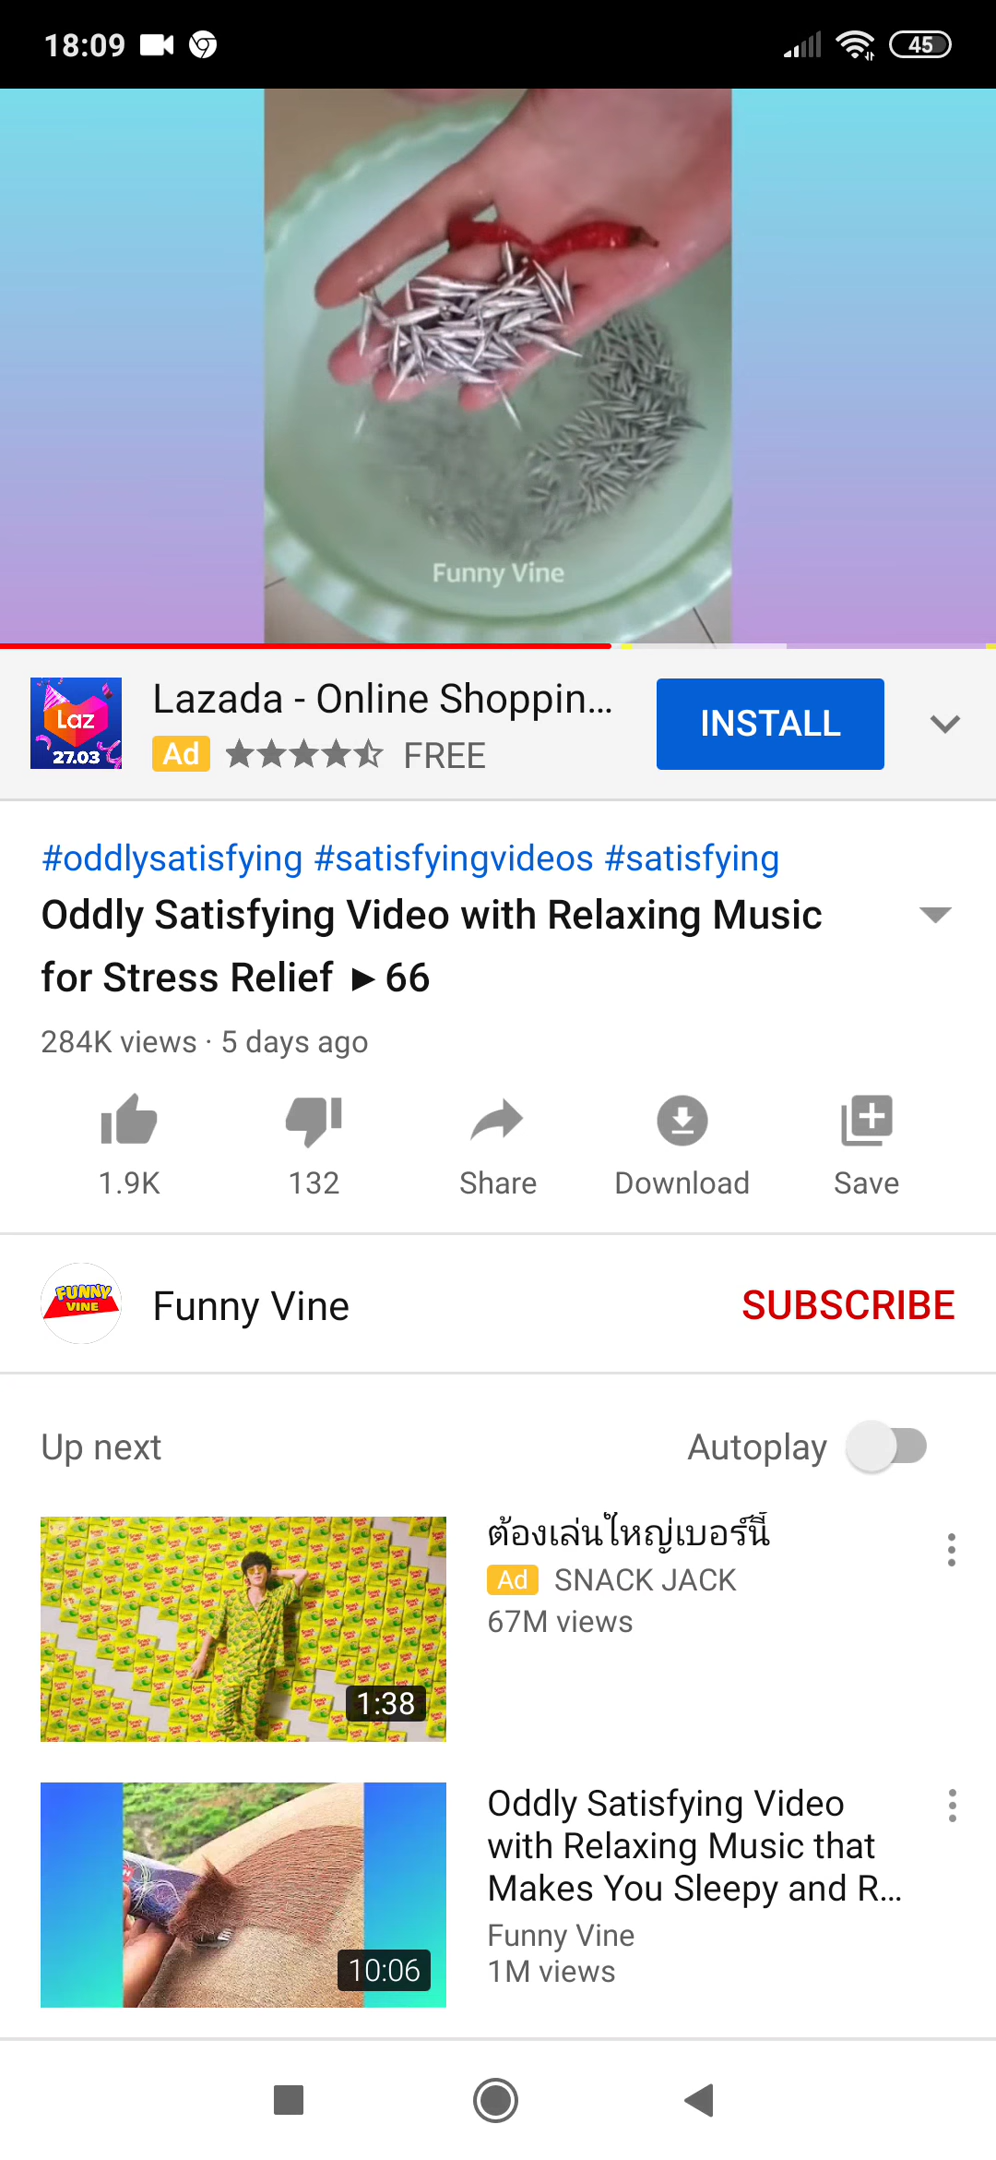 18:09
45
Funny Vine
Laz
27.03
Lazada - Online Shoppin...
Ad FREE
INSTALL
#oddlysatisfying #satisfyingvideos #satisfying
Oddly Satisfying Video with Relaxing Music
for Stress Relief ►66
284K views · 5 days ago
1.9K
132
Share
Download
Save
FUNNY
VINE
Funny Vine
SUBSCRIBE
Up next
Autoplay
ต้องเล่นใหญ่เบอร์นี้
Ad SNACK JACK
67M views
1:38
Oddly Satisfying Video
with Relaxing Music that
Makes You Sleepy and R...
Funny Vine
1M views
10:06